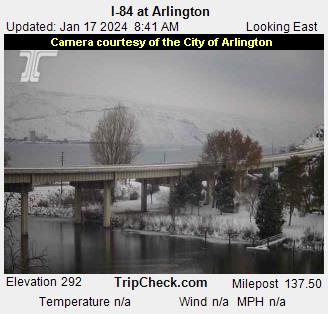 I-84 at Arlington
Updated: Jan 17 2024 8:41 AM Looking East
Camera courtesy of the City of Arlington
Elevation 292 TripCheck.com Milepost 137.50
Temperature n/a Wind n/a MPH n/a